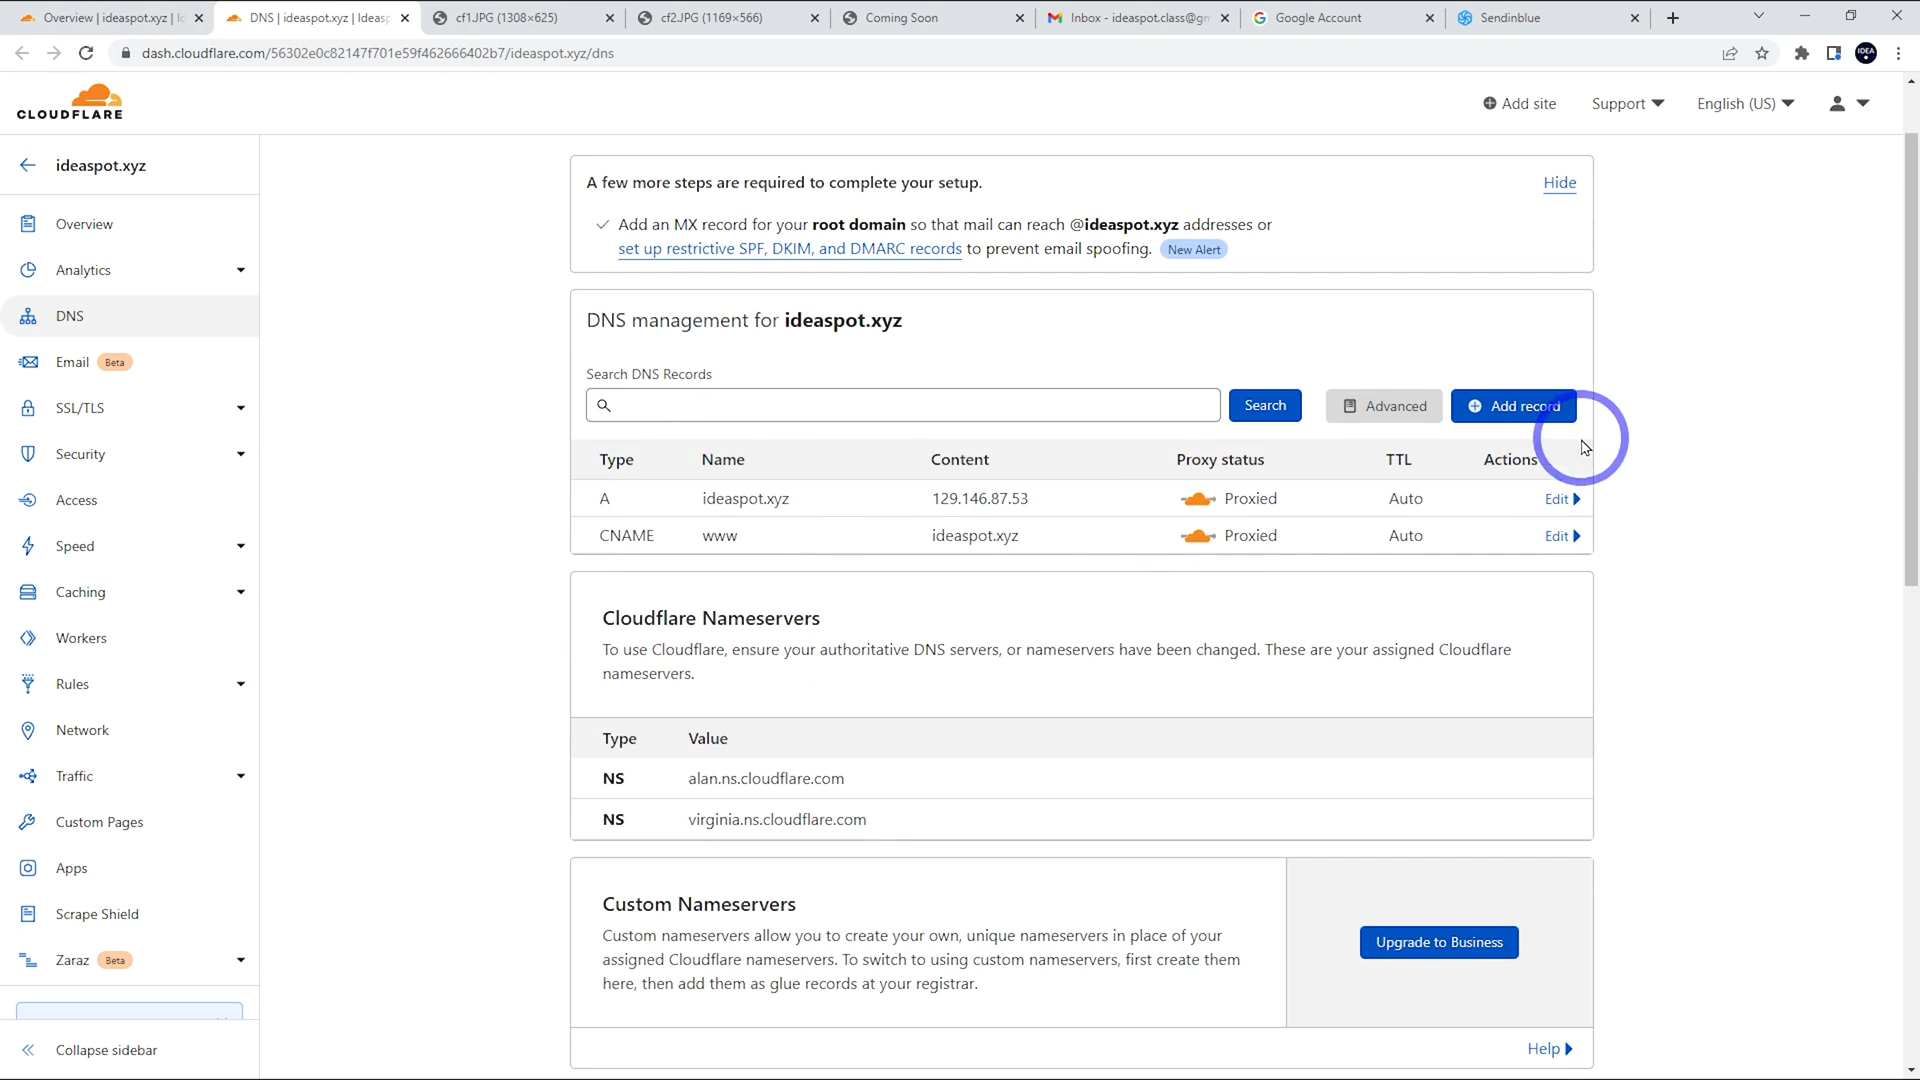 Overview | ideaspot.xyz | Id
DNS | ideaspot.xyz | Ideasp
cf1.JPG (1308×625)
cf2.JPG (1169×566)
Coming Soon
Inbox - ideaspot.class@gm
Google Account
Sendinblue
dash.cloudflare.com/56302e0c82147f701e59f462666402b7/ideaspot.xyz/dns
IDEA
CLOUDFLARE
Add site
Support
English (US)
ideaspot.xyz
Overview
Analytics
DNS
Email Beta
SSL/TLS
Security
Access
Speed
Caching
Workers
Rules
Network
Traffic
Custom Pages
Apps
Scrape Shield
Zaraz Beta
Collapse sidebar
A few more steps are required to complete your setup.
Hide
Add an MX record for your root domain so that mail can reach @ideaspot.xyz addresses or
set up restrictive SPF, DKIM, and DMARC records to prevent email spoofing. New Alert
DNS management for ideaspot.xyz
Search DNS Records
Search
Advanced
Add record
Type Name Content Proxy status TTL Actions
A ideaspot.xyz 129.146.87.53 Proxied Auto Edit
CNAME www ideaspot.xyz Proxied Auto Edit
Cloudflare Nameservers
To use Cloudflare, ensure your authoritative DNS servers, or nameservers have been changed. These are your assigned Cloudflare
nameservers.
Type Value
NS alan.ns.cloudflare.com
NS virginia.ns.cloudflare.com
Custom Nameservers
Custom nameservers allow you to create your own, unique nameservers in place of your
assigned Cloudflare nameservers. To switch to using custom nameservers, first create them
here, then add them as glue records at your registrar.
Upgrade to Business
Help